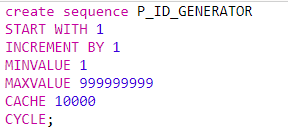 create sequence P_ID_GENERATOR
START WITH 1
INCREMENT BY 1
MINVALUE 1
MAXVALUE 999999999
CACHE 10000
CYCLE;